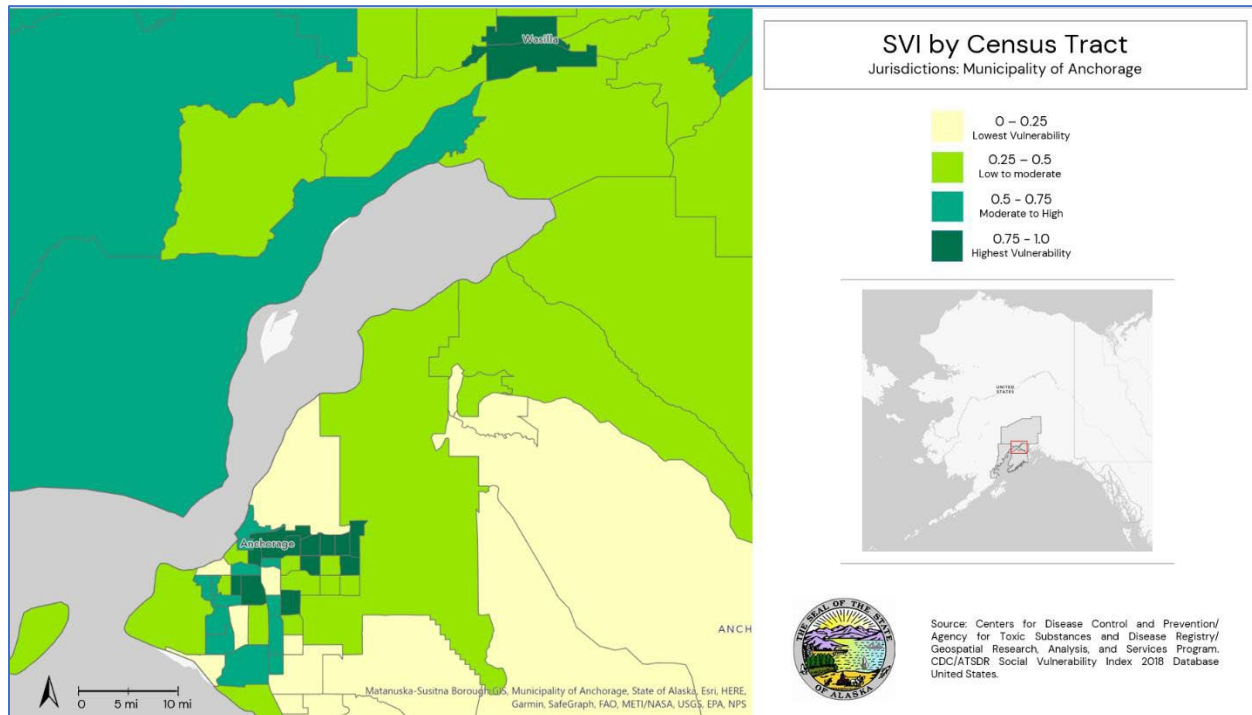 Wasilla
Anchorage
ANCH
0 5 mi 10 mi
Matanuska-Susitna Borough GIS, Municipality of Anchorage, State of Alaska, Esri, HERE,
Garmin, SafeGraph, FAO, METI/NASA, USGS, EPA, NPS
SVI by Census Tract
Jurisdictions: Municipality of Anchorage
0 – 0.25
Lowest Vulnerability
0.25 – 0.5
Low to moderate
0.5 - 0.75
Moderate to High
0.75 - 1.0
Highest Vulnerability
UNITED
STATES
THE SEAL OF THE STATE
OF ALASKA
Source: Centers for Disease Control and Prevention/
Agency for Toxic Substances and Disease Registry/
Geospatial Research, Analysis, and Services Program.
CDC/ATSDR Social Vulnerability Index 2018 Database
United States.